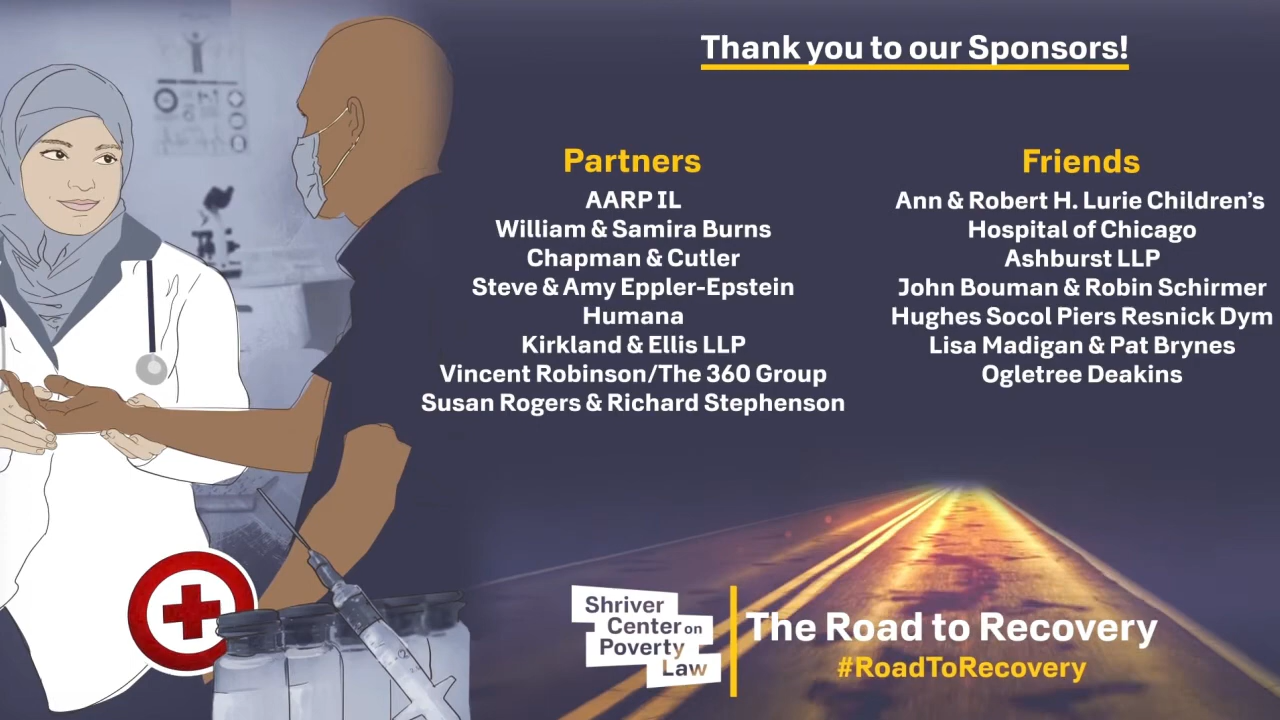 Thank you to our Sponsors!
Partners
AARP IL
William & Samira Burns
Chapman & Cutler
Steve & Amy Eppler-Epstein
Humana
Kirkland & Ellis LLP
Vincent Robinson/The 360 Group
Susan Rogers & Richard Stephenson
Friends
Ann & Robert H. Lurie Children’s
Hospital of Chicago
Ashburst LLP
John Bouman & Robin Schirmer
Hughes Socol Piers Resnick Dym
Lisa Madigan & Pat Brynes
Ogletree Deakins
Shriver
Center on
Poverty
Law
The Road to Recovery
#RoadToRecovery